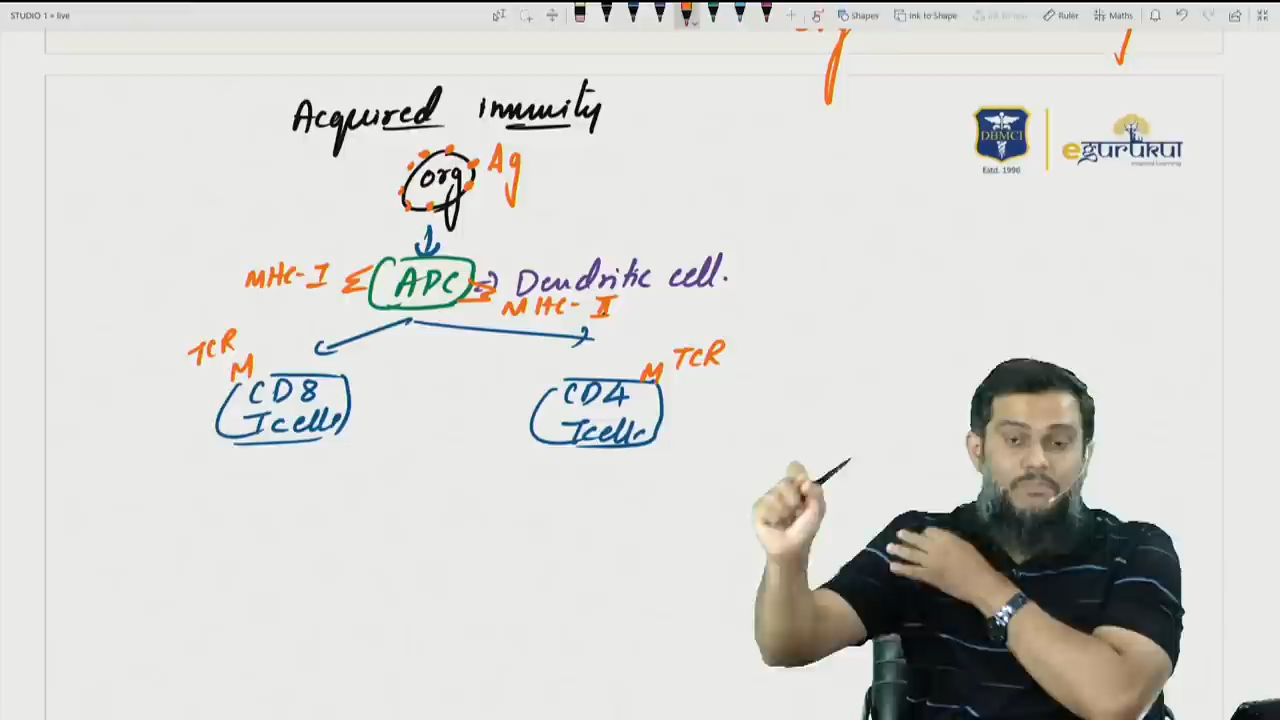 STUDIO 1 • live
Shapes
Ink to Shape
Ruler
Maths
Acquired immunity
org
Ag
DBMCI
Estd. 1996
eGurukul
MHC-I
APC
Dendritic cell.
MHC-II
TCR
CD8
T cells
TCR
CD4
T cells